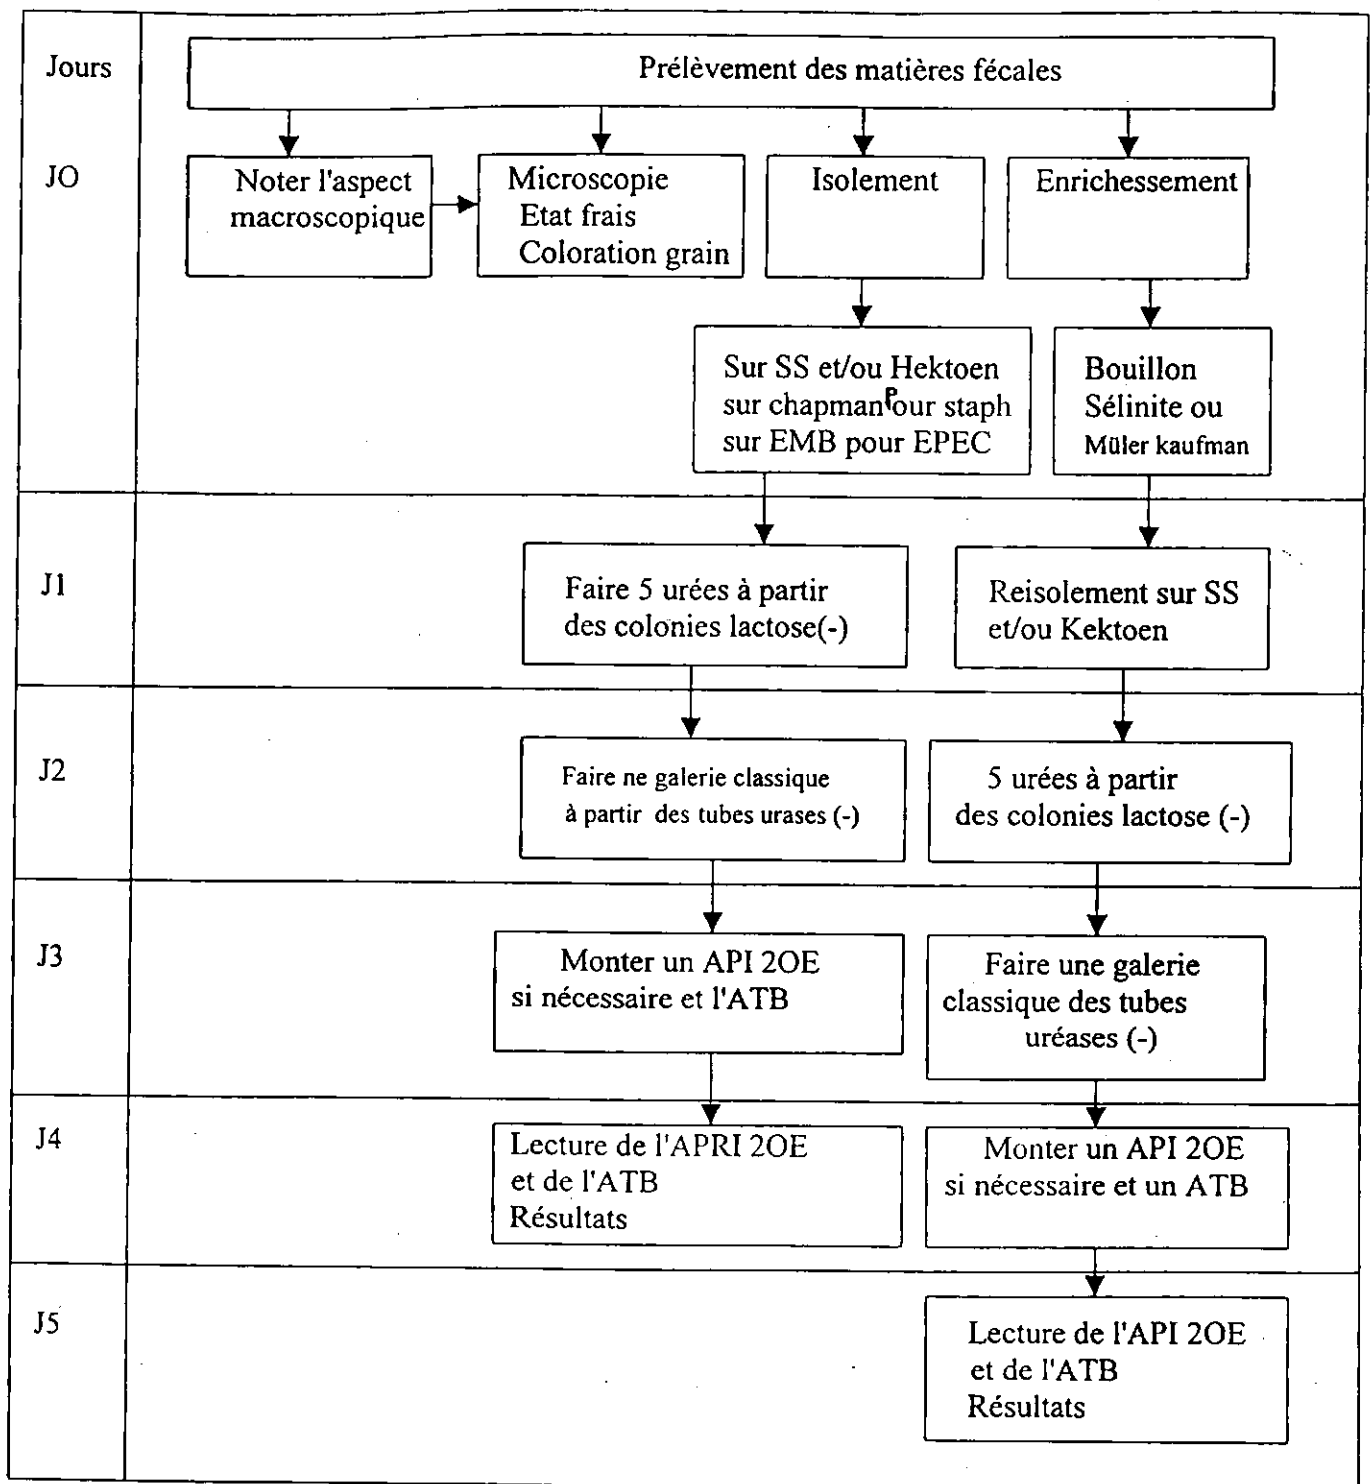 Jours
Prélèvement des matières fécales
JO
Noter l'aspect
macroscopique
Microscopie
Etat frais
Coloration grain
Isolement
Enrichessement
Sur SS et/ou Hektoen
sur chapman Pour staph
sur EMB pour EPEC
Bouillon
Sélinite ou
Müler kaufman
J1
Faire 5 urées à partir
des colonies lactose(-)
Reisolement sur SS
et/ou Kektoen
J2
Faire ne galerie classique
à partir des tubes urases (-)
5 urées à partir
des colonies lactose (-)
J3
Monter un API 2OE
si nécessaire et l'ATB
Faire une galerie
classique des tubes
uréases (-)
J4
Lecture de l'APRI 2OE
et de l'ATB
Résultats
Monter un API 2OE
si nécessaire et un ATB
J5
Lecture de l'API 2OE
et de l'ATB
Résultats